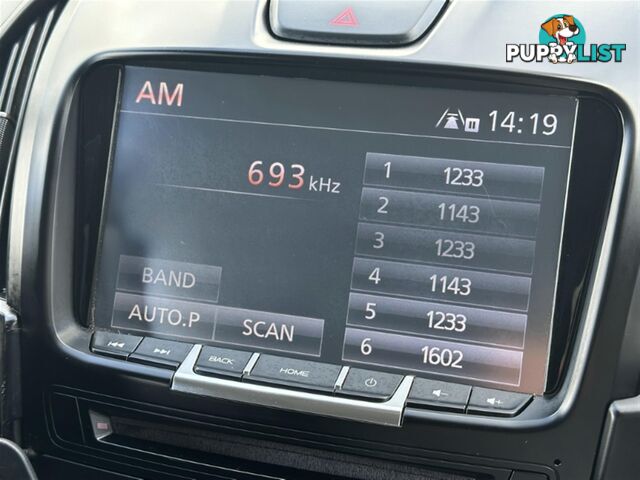 PUPPYLIST
AM
14:19
693 kHz
1 1233
2 1143
3 1233
4 1143
5 1233
6 1602
BAND
AUTO.P
SCAN
BACK
HOME